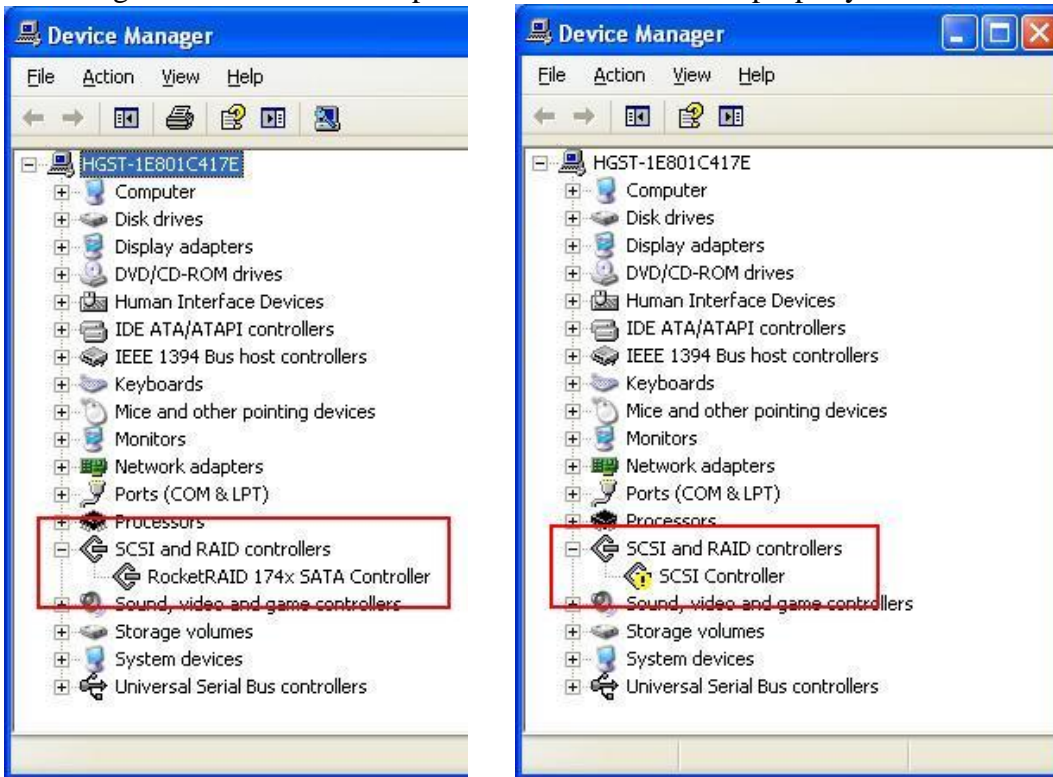 Device Manager
File Action View Help
HGST-1E801C417E
Computer
Disk drives
Display adapters
DVD/CD-ROM drives
Human Interface Devices
IDE ATA/ATAPI controllers
IEEE 1394 Bus host controllers
Keyboards
Mice and other pointing devices
Monitors
Network adapters
Ports (COM & LPT)
Processors
SCSI and RAID controllers
RocketRAID 174x SATA Controller
Sound, video and game controllers
Storage volumes
System devices
Universal Serial Bus controllers
Device Manager
File Action View Help
HGST-1E801C417E
Computer
Disk drives
Display adapters
DVD/CD-ROM drives
Human Interface Devices
IDE ATA/ATAPI controllers
IEEE 1394 Bus host controllers
Keyboards
Mice and other pointing devices
Monitors
Network adapters
Ports (COM & LPT)
Processors
SCSI and RAID controllers
SCSI Controller
Sound, video and game controllers
Storage volumes
System devices
Universal Serial Bus controllers